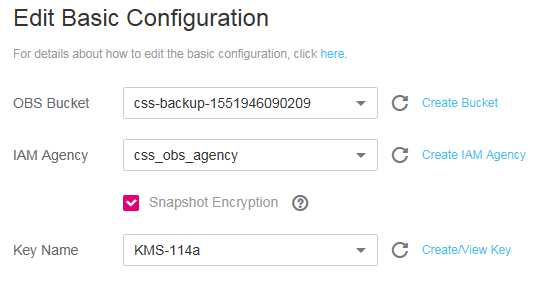 Edit Basic Configuration
For details about how to edit the basic configuration, click here.
OBS Bucket css-backup-1551946090209 Create Bucket
IAM Agency css_obs_agency Create IAM Agency
Snapshot Encryption ?
Key Name KMS-114a Create/View Key